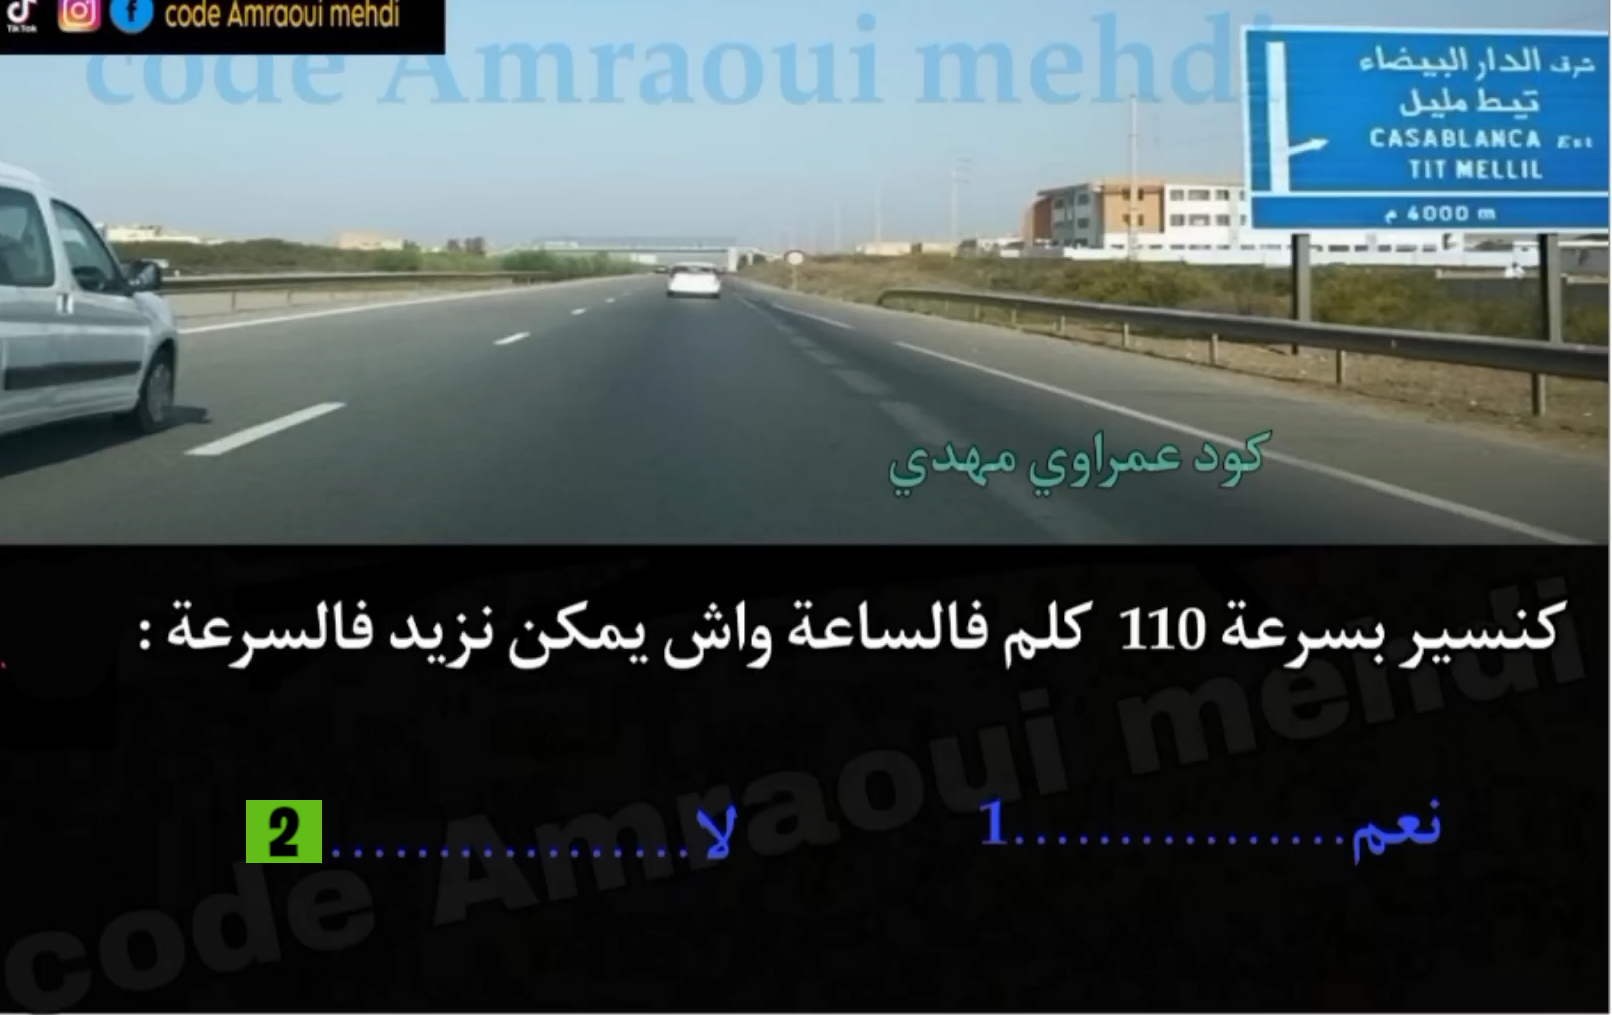 TikTok
code Amraoui mehdi
code Amraoui mehdi
شرق الدار البيضاء
تيط مليل
CASABLANCA Est
TIT MELLIL
4000 m م
كود عمراوي مهدي
كنسير بسرعة 110 كلم فالساعة واش يمكن نزيد فالسرعة :
نعم................1 لا.................2
code Amraoui mehdi